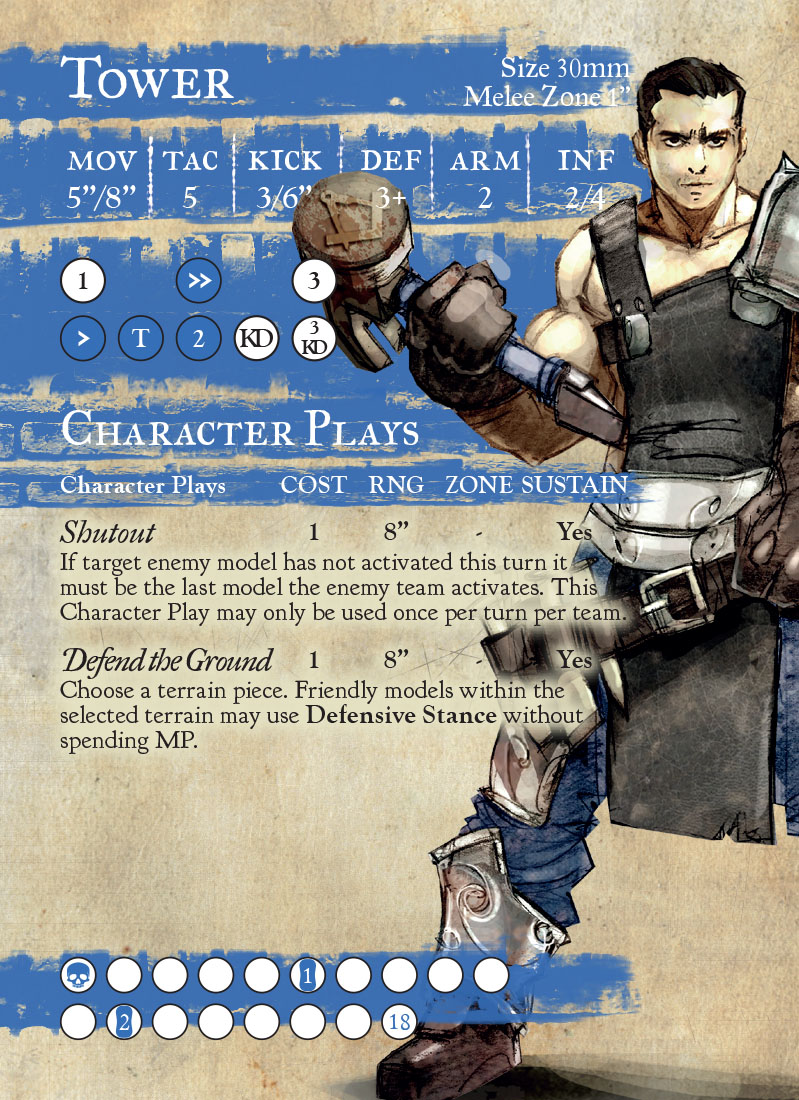 Tower
Size 30mm
Melee Zone 1”
MOV TAC KICK DEF ARM INF
5”/8” 5 3/6” 3+ 2 2/4
1 >> 3
> T 2 KD 3 KD
Character Plays
Character Plays COST RNG ZONE SUSTAIN
Shutout 1 8” - Yes
If target enemy model has not activated this turn it
must be the last model the enemy team activates. This
Character Play may only be used once per turn per team.
Defend the Ground 1 8” - Yes
Choose a terrain piece. Friendly models within the
selected terrain may use Defensive Stance without
spending MP.
1
2 18